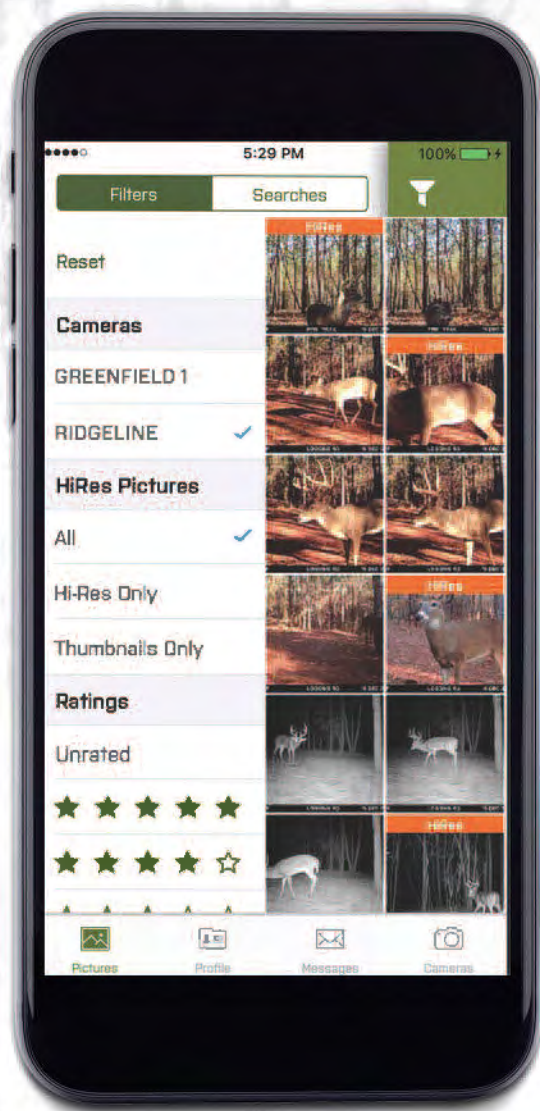 5:29 PM
100%
Filters
Searches
Reset
Cameras
GREENFIELD 1
RIDGELINE
HiRes Pictures
All
Hi-Res Only
Thumbnails Only
Ratings
Unrated
HiRes
HiRes
HiRes
HiRes
Pictures
Profile
Messages
Cameras